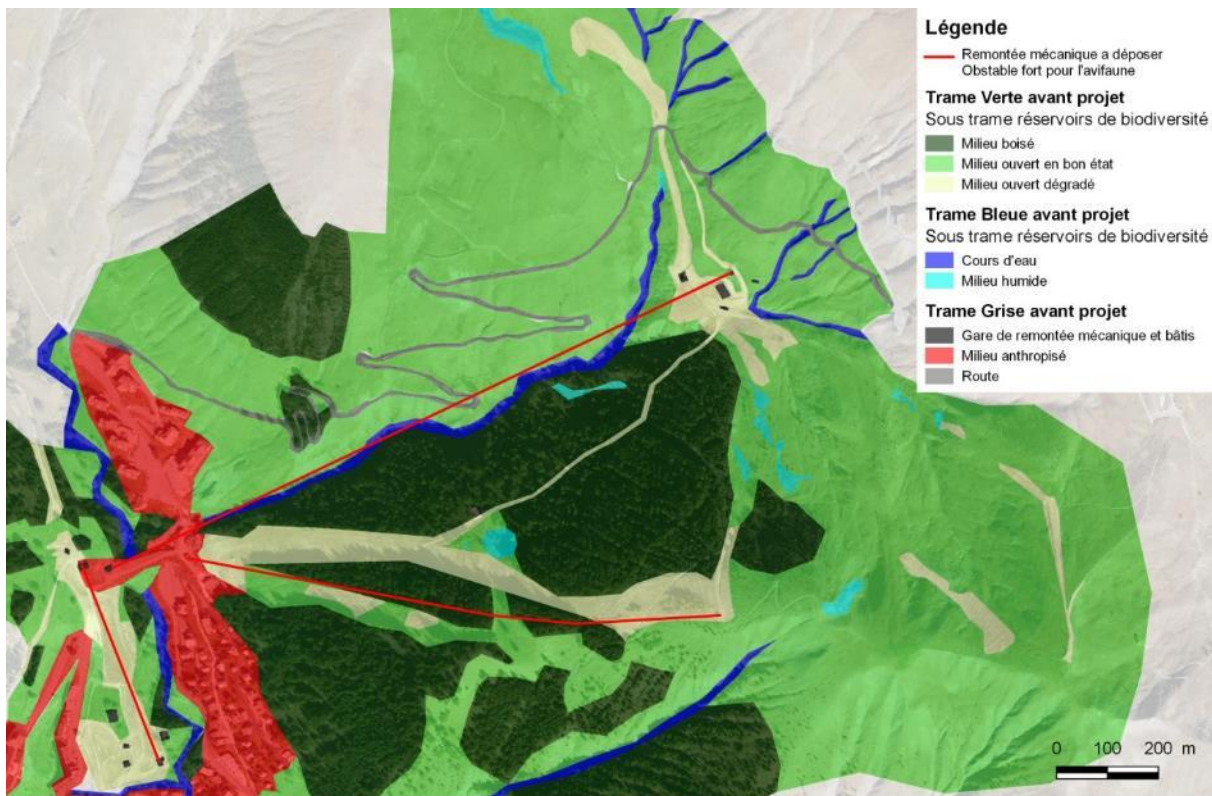 Légende
Remontée mécanique a déposer
Obstable fort pour l'avifaune
Trame Verte avant projet
Sous trame réservoirs de biodiversité
Milieu boisé
Milieu ouvert en bon état
Milieu ouvert dégradé
Trame Bleue avant projet
Sous trame réservoirs de biodiversité
Cours d'eau
Milieu humide
Trame Grise avant projet
Gare de remontée mécanique et bâtis
Milieu anthropisé
Route
0 100 200 m